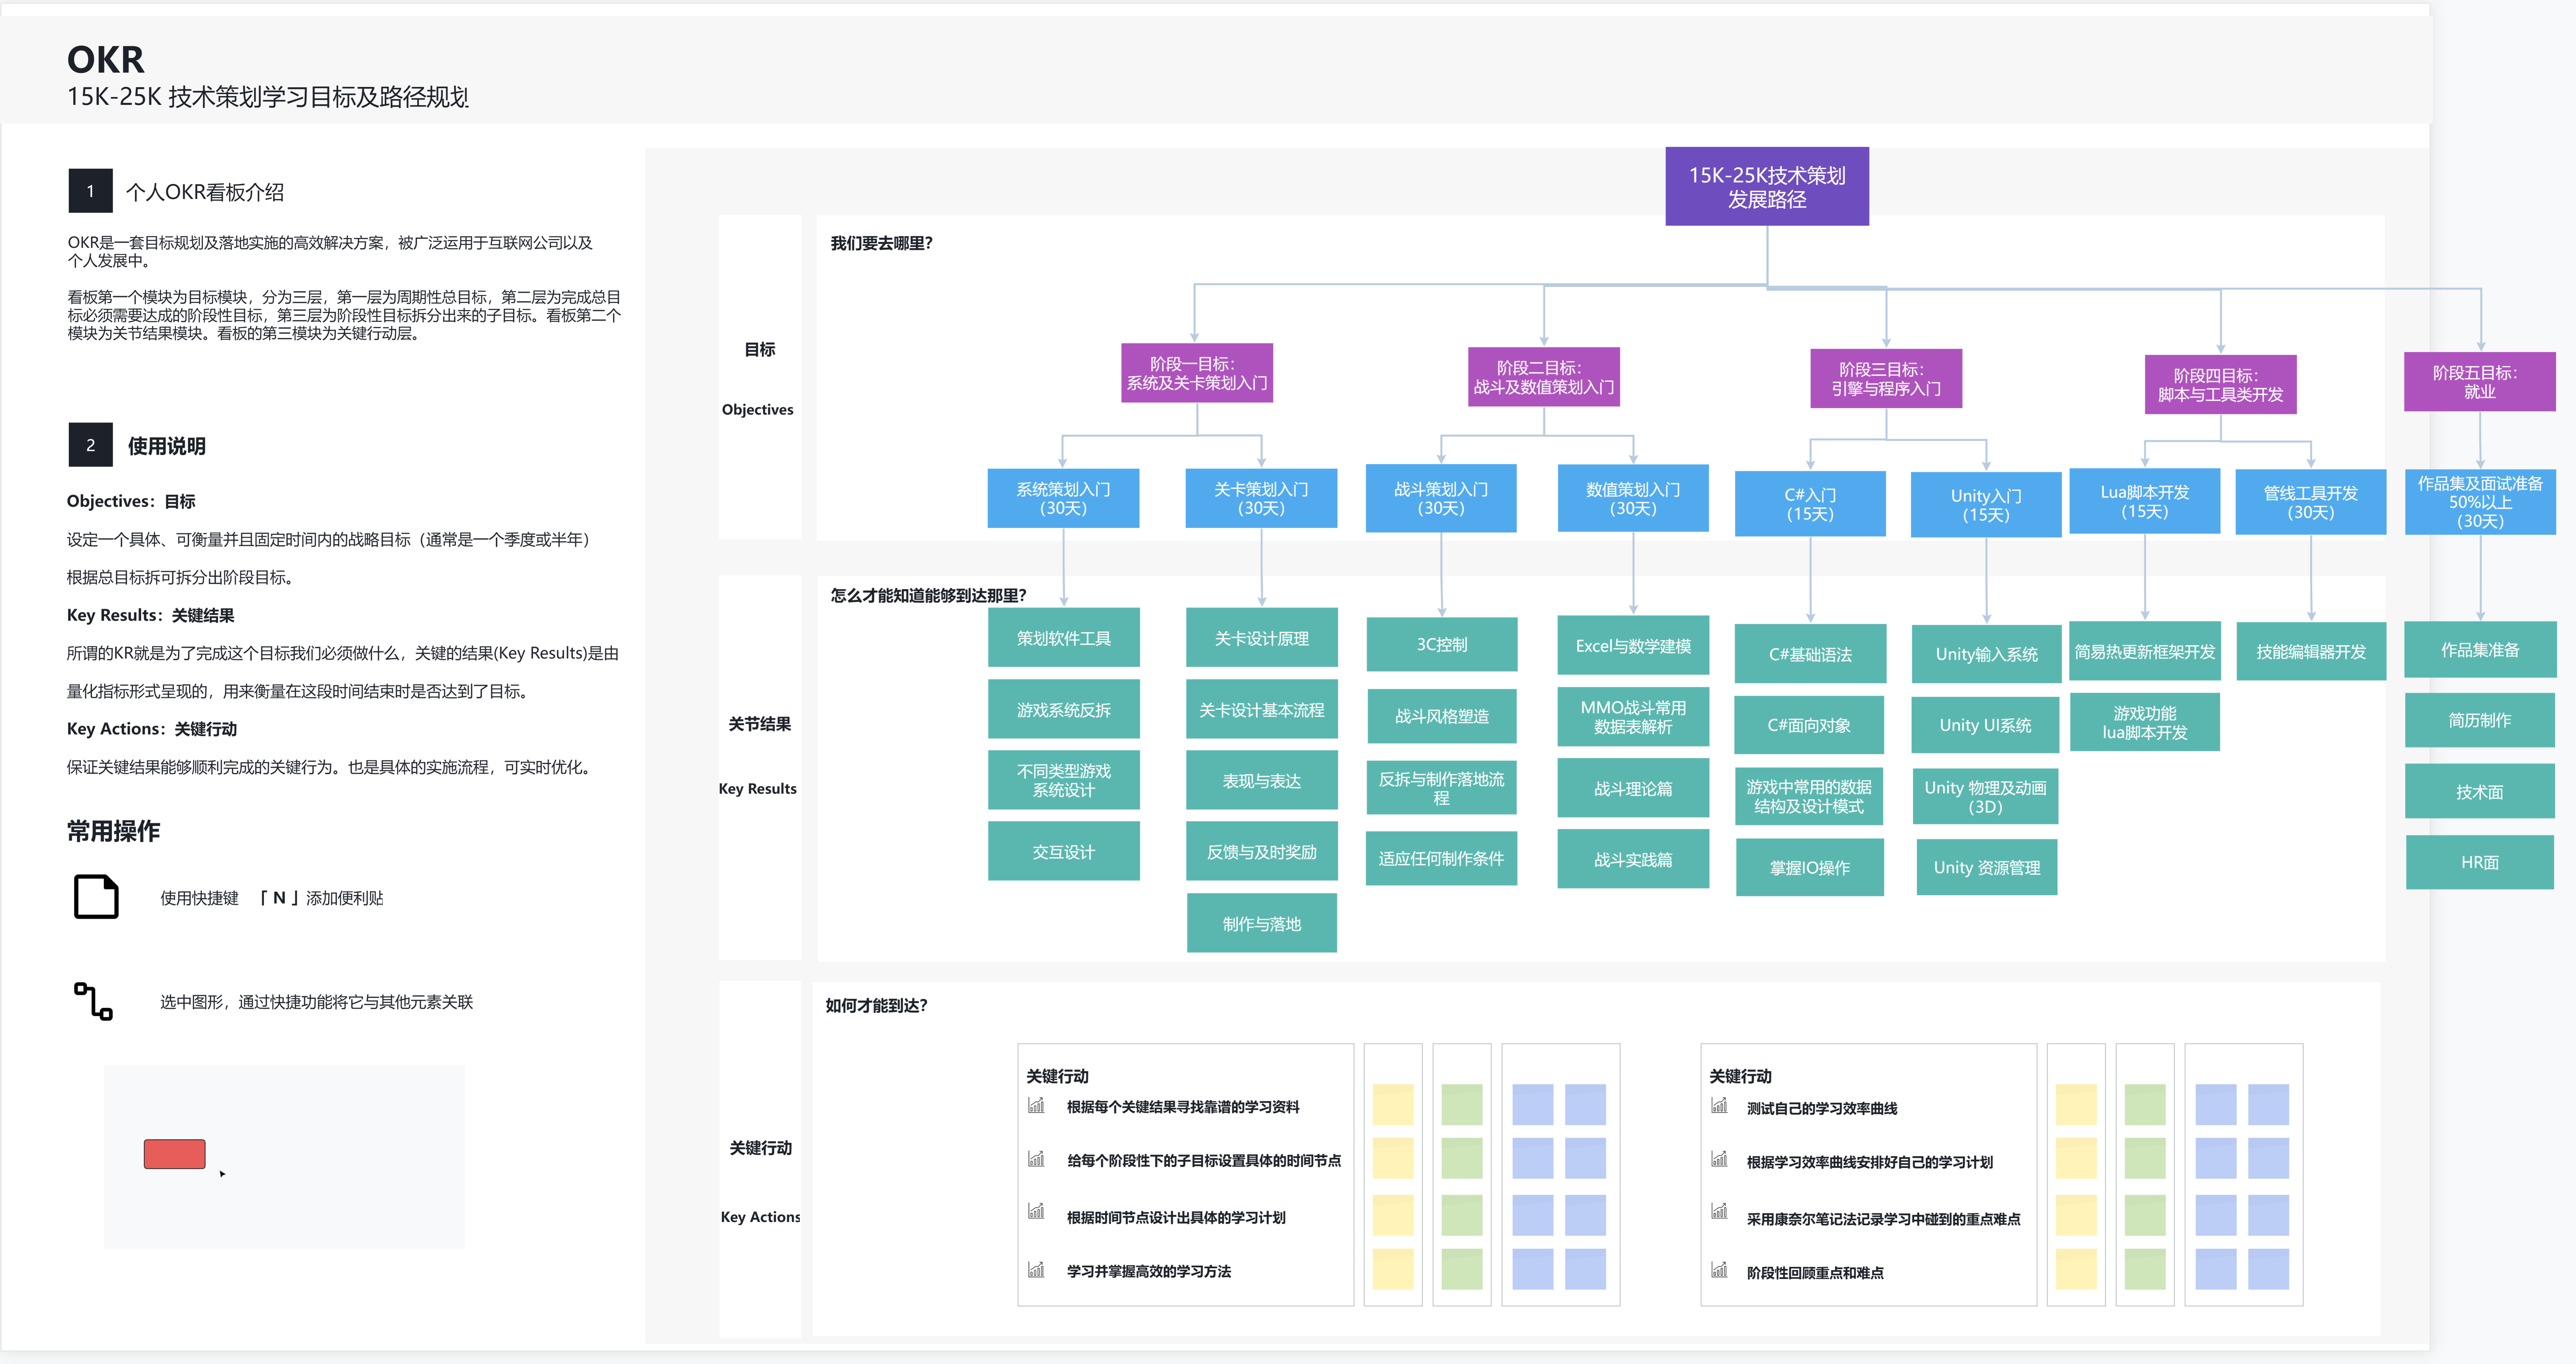 OKR
15K-25K 技术策划学习目标及路径规划
1
个人OKR看板介绍
OKR是一套目标规划及落地实施的高效解决方案，被广泛运用于互联网公司以及
个人发展中。
看板第一个模块为目标模块，分为三层，第一层为周期性总目标，第二层为完成总目
标必须需要达成的阶段性目标，第三层为阶段性目标拆分出来的子目标。看板第二个
模块为关节结果模块。看板的第三模块为关键行动层。
2
使用说明
Objectives：目标
设定一个具体、可衡量并且固定时间内的战略目标（通常是一个季度或半年）
根据总目标拆可拆分出阶段目标。
Key Results：关键结果
所谓的KR就是为了完成这个目标我们必须做什么，关键的结果(Key Results)是由
量化指标形式呈现的，用来衡量在这段时间结束时是否达到了目标。
Key Actions：关键行动
保证关键结果能够顺利完成的关键行为。也是具体的实施流程，可实时优化。
常用操作
使用快捷键 「 N 」添加便利贴
选中图形，通过快捷功能将它与其他元素关联
15K-25K技术策划
发展路径
目标
Objectives
我们要去哪里？
阶段一目标：
系统及关卡策划入门
阶段二目标：
战斗及数值策划入门
阶段三目标：
引擎与程序入门
阶段四目标：
脚本与工具类开发
阶段五目标：
就业
系统策划入门
（30天）
关卡策划入门
（30天）
战斗策划入门
（30天）
数值策划入门
（30天）
C#入门
（15天）
Unity入门
（15天）
Lua脚本开发
（15天）
管线工具开发
（30天）
作品集及面试准备
50%以上
（30天）
关节结果
Key Results
怎么才能知道能够到达那里？
策划软件工具
游戏系统反拆
不同类型游戏
系统设计
交互设计
关卡设计原理
关卡设计基本流程
表现与表达
反馈与及时奖励
制作与落地
3C控制
战斗风格塑造
反拆与制作落地流
程
适应任何制作条件
Excel与数学建模
MMO战斗常用
数据表解析
战斗理论篇
战斗实践篇
C#基础语法
C#面向对象
游戏中常用的数据
结构及设计模式
掌握IO操作
Unity输入系统
Unity UI系统
Unity 物理及动画
（3D）
Unity 资源管理
简易热更新框架开发
游戏功能
lua脚本开发
技能编辑器开发
作品集准备
简历制作
技术面
HR面
关键行动
Key Actions
如何才能到达？
关键行动
根据每个关键结果寻找靠谱的学习资料
给每个阶段性下的子目标设置具体的时间节点
根据时间节点设计出具体的学习计划
学习并掌握高效的学习方法
关键行动
测试自己的学习效率曲线
根据学习效率曲线安排好自己的学习计划
采用康奈尔笔记法记录学习中碰到的重点难点
阶段性回顾重点和难点